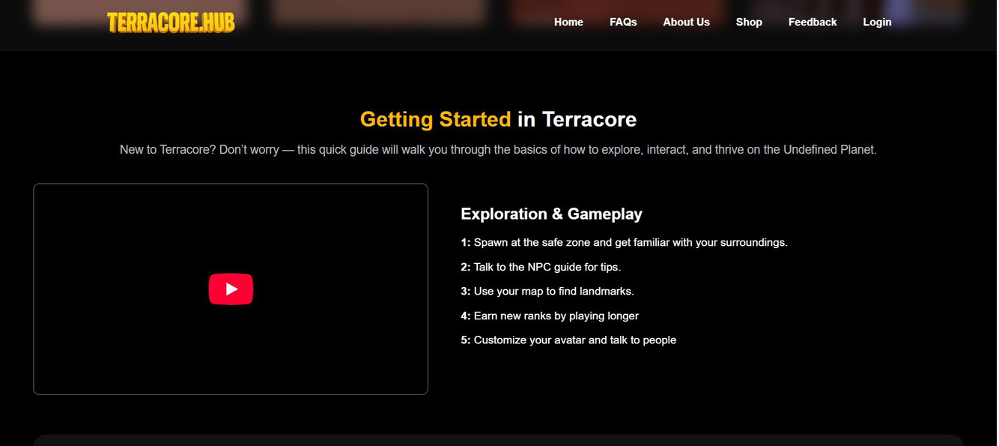 TERRACORE.HUB
Home FAQs About Us Shop Feedback Login
Getting Started in Terracore
New to Terracore? Don’t worry — this quick guide will walk you through the basics of how to explore, interact, and thrive on the Undefined Planet.
Exploration & Gameplay
1: Spawn at the safe zone and get familiar with your surroundings.
2: Talk to the NPC guide for tips.
3: Use your map to find landmarks.
4: Earn new ranks by playing longer
5: Customize your avatar and talk to people